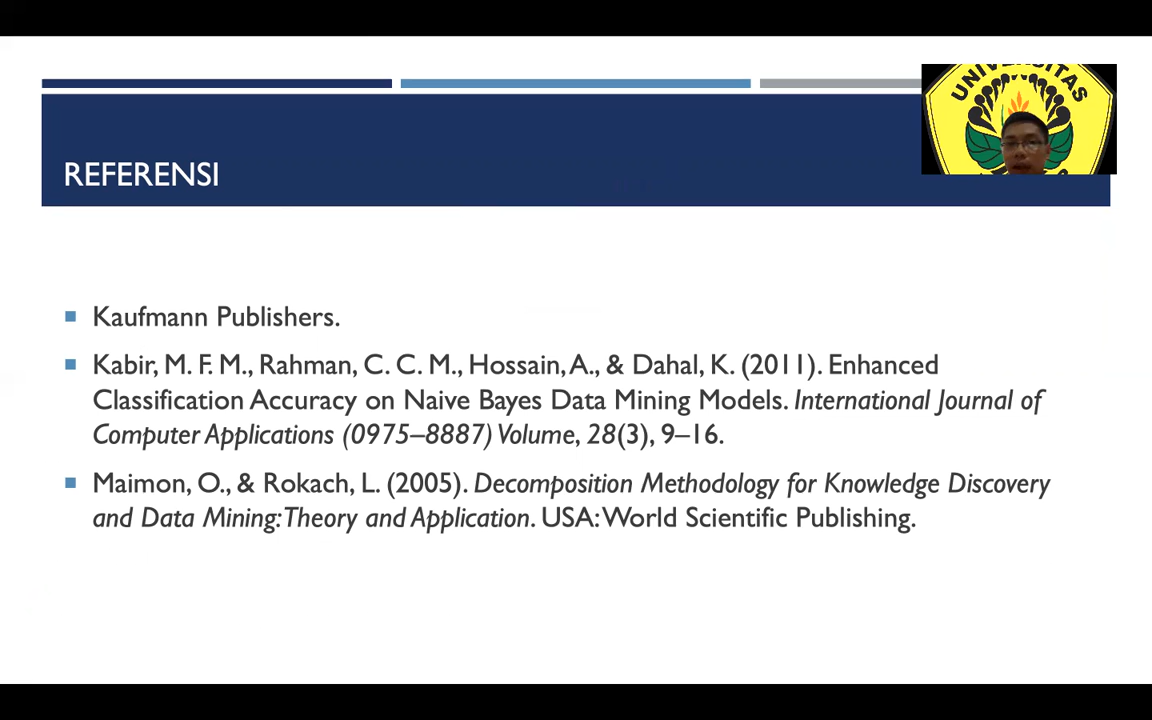 UNIVERSITAS
REFERENSI
Kaufmann Publishers.
Kabir, M. F. M., Rahman, C. C. M., Hossain, A., & Dahal, K. (2011). Enhanced
Classification Accuracy on Naive Bayes Data Mining Models. International Journal of
Computer Applications (0975–8887) Volume, 28(3), 9–16.
Maimon, O., & Rokach, L. (2005). Decomposition Methodology for Knowledge Discovery
and Data Mining: Theory and Application. USA: World Scientific Publishing.